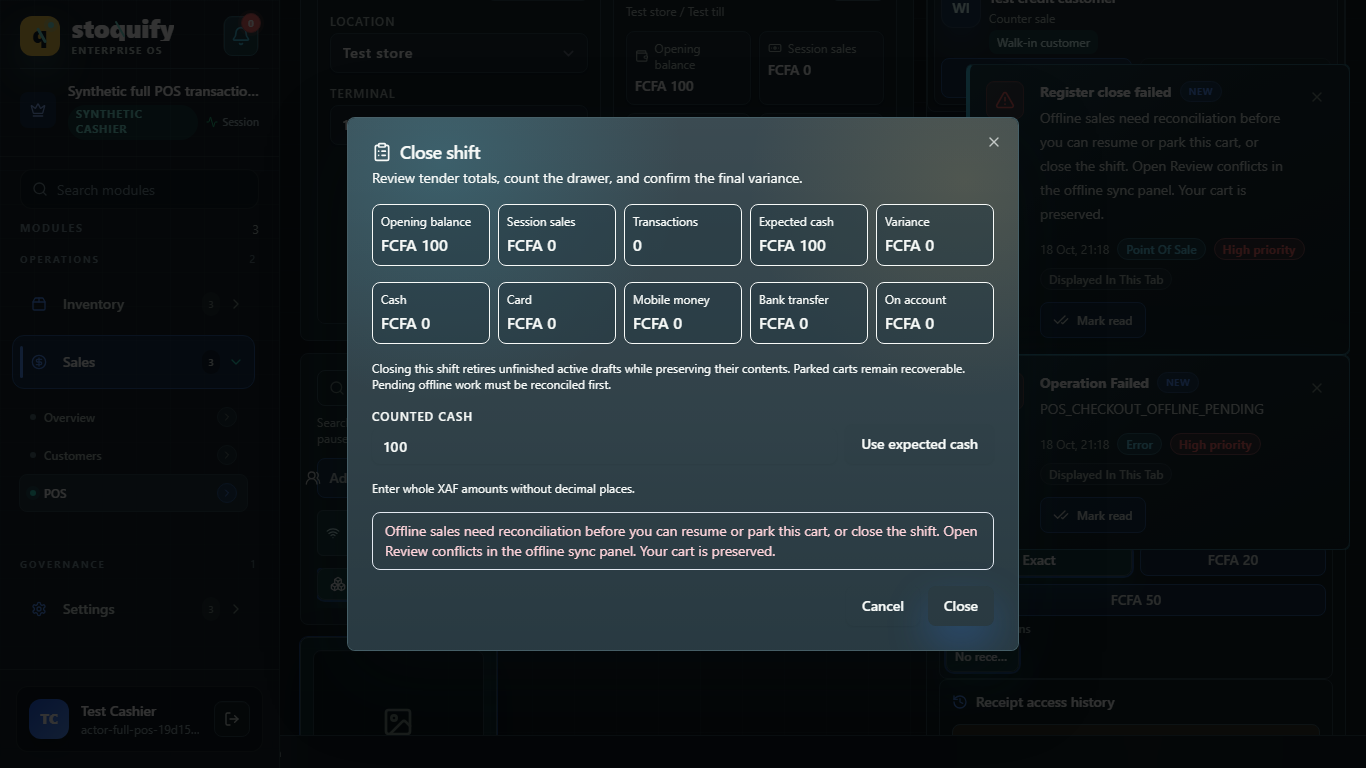 stoquify
ENTERPRISE OS
0
Synthetic full POS transactio...
SYNTHETIC
CASHIER
Session
Search modules
MODULES
3
OPERATIONS
2
Inventory
3
Sales
3
Overview
Customers
POS
GOVERNANCE
1
Settings
3
TC
Test Cashier
actor-full-pos-19d15...
LOCATION
Test store
TERMINAL
Test store / Test till
Opening
balance
FCFA 100
Session sales
FCFA 0
WI
Test credit customer
Counter sale
Walk-in customer
Register close failed
NEW
Offline sales need reconciliation before
you can resume or park this cart, or
close the shift. Open Review conflicts in
the offline sync panel. Your cart is
preserved.
18 Oct, 21:18
Point Of Sale
High priority
Displayed In This Tab
Mark read
Operation Failed
NEW
POS_CHECKOUT_OFFLINE_PENDING
18 Oct, 21:18
Error
High priority
Displayed In This Tab
Mark read
Exact
FCFA 20
FCFA 50
No rece...
Receipt access history
Close shift
Review tender totals, count the drawer, and confirm the final variance.
Opening balance
FCFA 100
Session sales
FCFA 0
Transactions
0
Expected cash
FCFA 100
Variance
FCFA 0
Cash
FCFA 0
Card
FCFA 0
Mobile money
FCFA 0
Bank transfer
FCFA 0
On account
FCFA 0
Closing this shift retires unfinished active drafts while preserving their contents. Parked carts remain recoverable.
Pending offline work must be reconciled first.
COUNTED CASH
100
Use expected cash
Enter whole XAF amounts without decimal places.
Offline sales need reconciliation before you can resume or park this cart, or close the shift. Open
Review conflicts in the offline sync panel. Your cart is preserved.
Cancel
Close